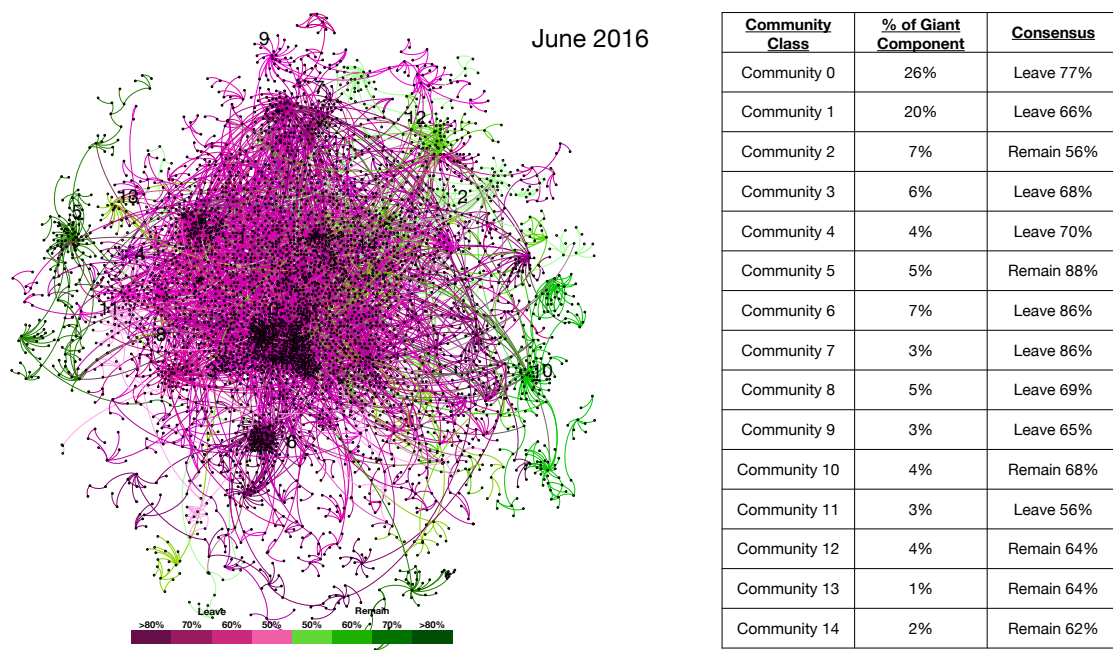 June 2016
9
7
12
13
5
2
1
14
4
3
11
0
8
10
6
Leave Remain
>80% 70% 60% 50% 50% 60% 70% >80%
Community Class % of Giant Component Consensus
Community 0 26% Leave 77%
Community 1 20% Leave 66%
Community 2 7% Remain 56%
Community 3 6% Leave 68%
Community 4 4% Leave 70%
Community 5 5% Remain 88%
Community 6 7% Leave 86%
Community 7 3% Leave 86%
Community 8 5% Leave 69%
Community 9 3% Leave 65%
Community 10 4% Remain 68%
Community 11 3% Leave 56%
Community 12 4% Remain 64%
Community 13 1% Remain 64%
Community 14 2% Remain 62%